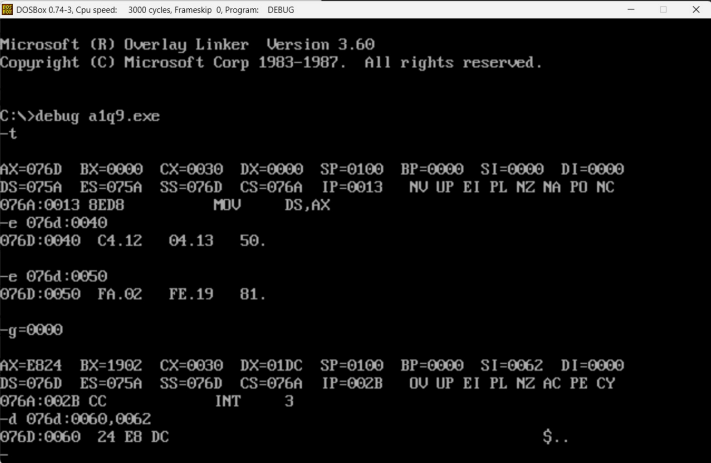 DOSBox 0.74-3, Cpu speed: 3000 cycles, Frameskip 0, Program: DEBUG
Microsoft (R) Overlay Linker Version 3.60
Copyright (C) Microsoft Corp 1983-1987. All rights reserved.
C:\>debug a1q9.exe
-t
AX=076D BX=0000 CX=0030 DX=0000 SP=0100 BP=0000 SI=0000 DI=0000
DS=075A ES=075A SS=076D CS=076A IP=0013 NV UP EI PL NZ NA PO NC
076A:0013 8ED8 MOV DS,AX
-e 076d:0040
076D:0040 C4.12 04.13 50.
-e 076d:0050
076D:0050 FA.02 FE.19 81.
-g=0000
AX=E824 BX=1902 CX=0030 DX=01DC SP=0100 BP=0000 SI=0062 DI=0000
DS=076D ES=075A SS=076D CS=076A IP=002B OV UP EI PL NZ AC PE CY
076A:002B CC INT 3
-d 076d:0060,0062
076D:0060 24 E8 DC $..
-